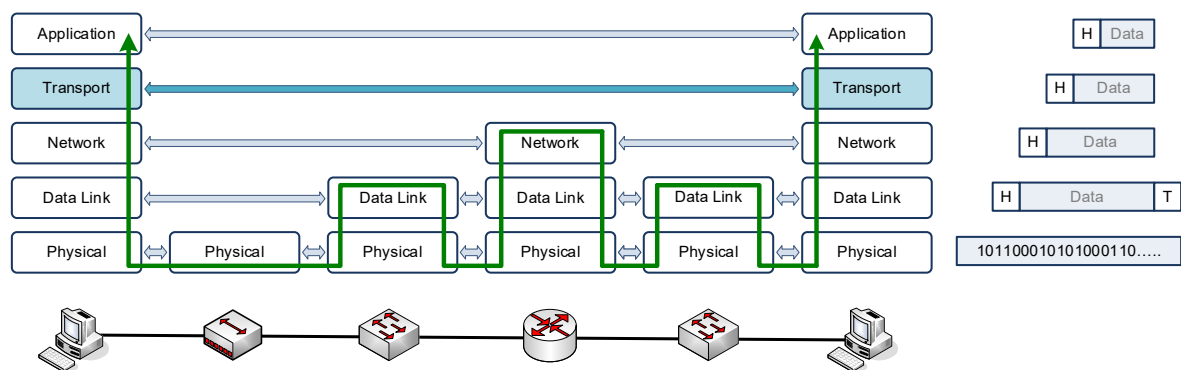 Application Application H Data
Transport Transport H Data
Network Network Network H Data
Data Link Data Link Data Link Data Link Data Link H Data T
Physical Physical Physical Physical Physical Physical 101100010101000110.....